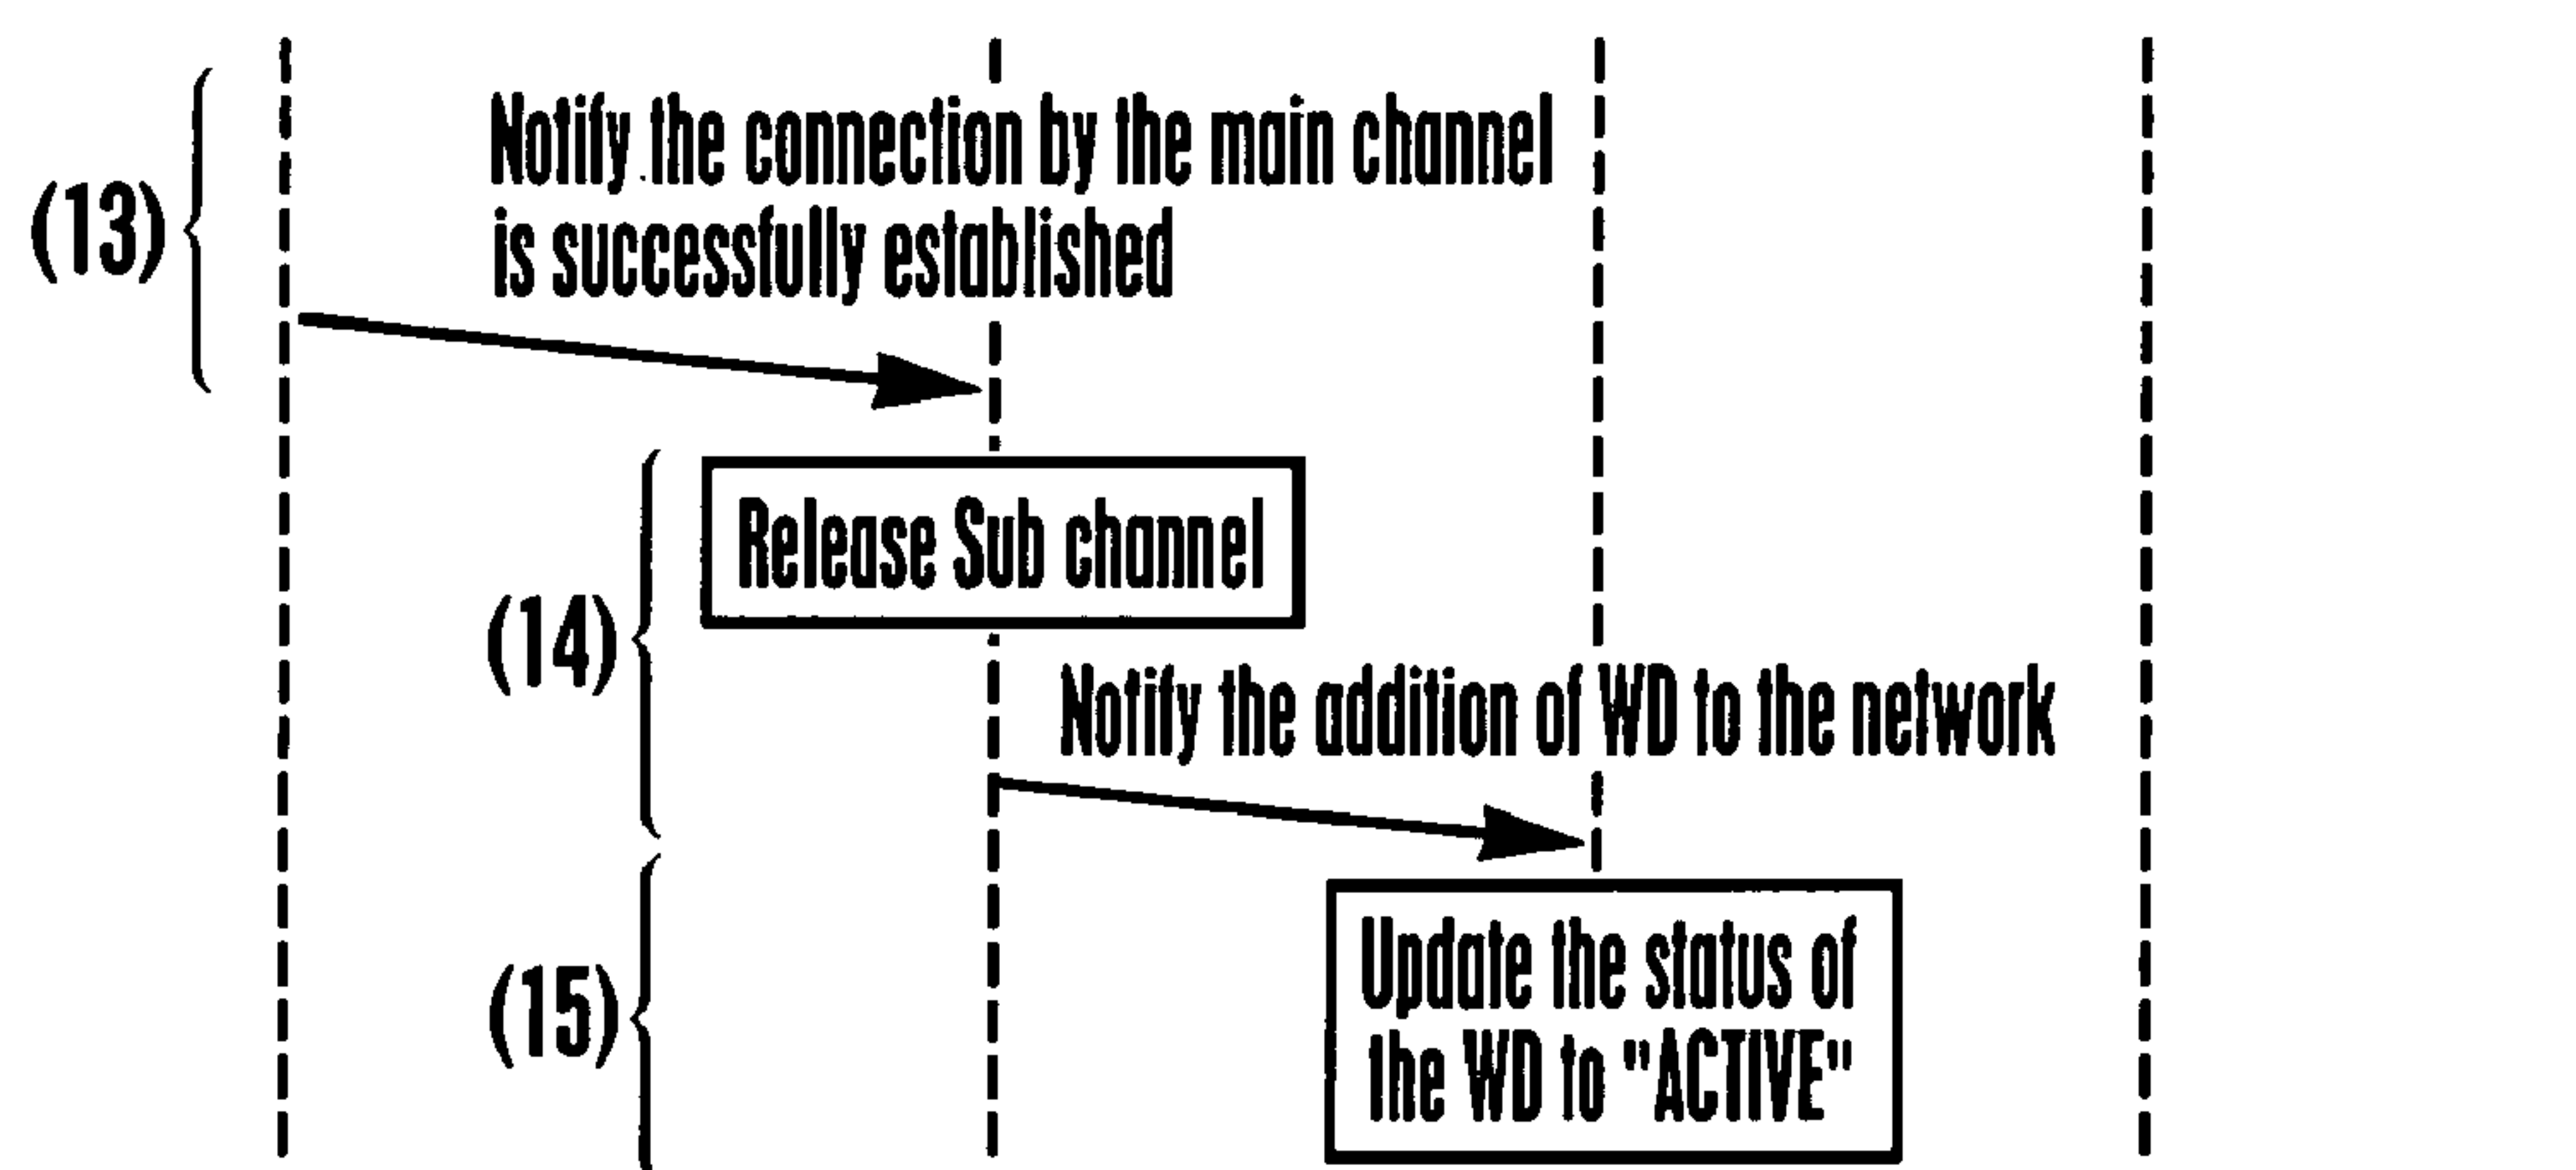 Notify the connection by the main channel
is successfully established
(13)
Release Sub channel
(14)
Notify the addition of WD to the network
(15)
Update the status of
the WD to "ACTIVE"